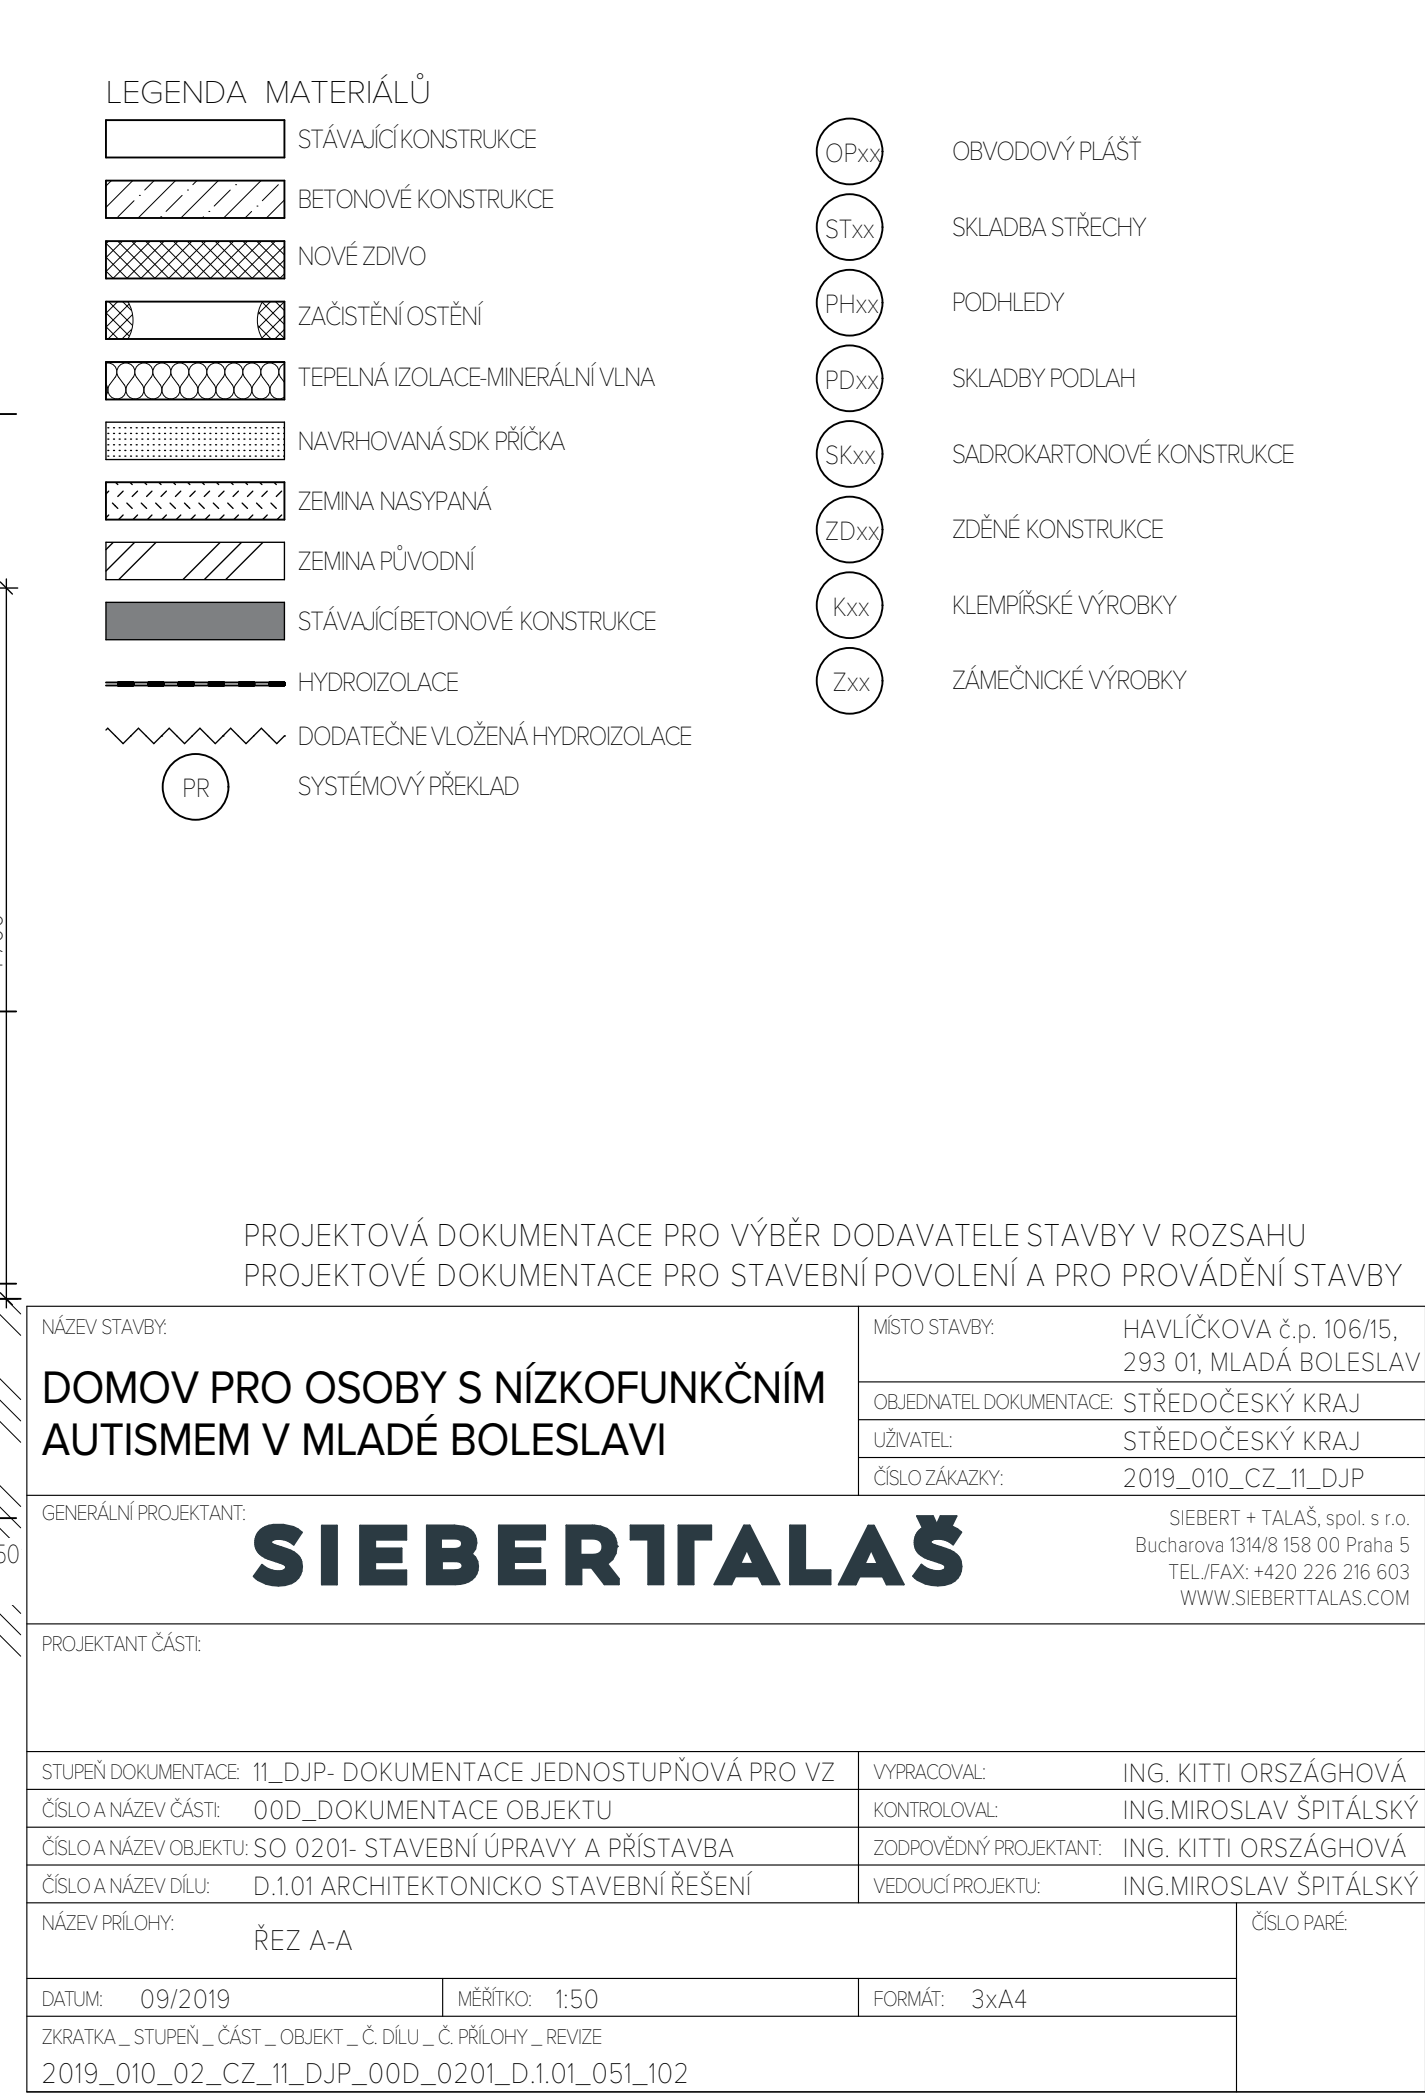 LEGENDA MATERIÁLŮ
STÁVAJÍCÍ KONSTRUKCE
BETONOVÉ KONSTRUKCE
NOVÉ ZDIVO
ZAČISTĚNÍ OSTĚNÍ
TEPELNÁ IZOLACE-MINERÁLNÍ VLNA
NAVRHOVANÁ SDK PŘÍČKA
ZEMINA NASYPANÁ
ZEMINA PŮVODNÍ
STÁVAJÍCÍ BETONOVÉ KONSTRUKCE
HYDROIZOLACE
DODATEČNE VLOŽENÁ HYDROIZOLACE
PR SYSTÉMOVÝ PŘEKLAD
OPxx OBVODOVÝ PLÁŠŤ
STxx SKLADBA STŘECHY
PHxx PODHLEDY
PDxx SKLADBY PODLAH
SKxx SADROKARTONOVÉ KONSTRUKCE
ZDxx ZDĚNÉ KONSTRUKCE
Kxx KLEMPÍŘSKÉ VÝROBKY
Zxx ZÁMEČNICKÉ VÝROBKY
PROJEKTOVÁ DOKUMENTACE PRO VÝBĚR DODAVATELE STAVBY V ROZSAHU
PROJEKTOVÉ DOKUMENTACE PRO STAVEBNÍ POVOLENÍ A PRO PROVÁDĚNÍ STAVBY
NÁZEV STAVBY:
DOMOV PRO OSOBY S NÍZKOFUNKČNÍM
AUTISMEM V MLADÉ BOLESLAVI
MÍSTO STAVBY: HAVLÍČKOVA č.p. 106/15,
293 01, MLADÁ BOLESLAV
OBJEDNATEL DOKUMENTACE: STŘEDOČESKÝ KRAJ
UŽIVATEL: STŘEDOČESKÝ KRAJ
ČÍSLO ZÁKAZKY: 2019_010_CZ_11_DJP
GENERÁLNÍ PROJEKTANT:
SIEBERTTALAŠ
SIEBERT + TALAŠ, spol. s r.o.
Bucharova 1314/8 158 00 Praha 5
TEL./FAX: +420 226 216 603
WWW.SIEBERTTALAS.COM
50
PROJEKTANT ČÁSTI:
STUPEŇ DOKUMENTACE: 11_DJP- DOKUMENTACE JEDNOSTUPŇOVÁ PRO VZ
VYPRACOVAL: ING. KITTI ORSZÁGHOVÁ
ČÍSLO A NÁZEV ČÁSTI: 00D_DOKUMENTACE OBJEKTU
KONTROLOVAL: ING.MIROSLAV ŠPITÁLSKÝ
ČÍSLO A NÁZEV OBJEKTU: SO 0201- STAVEBNÍ ÚPRAVY A PŘÍSTAVBA
ZODPOVĚDNÝ PROJEKTANT: ING. KITTI ORSZÁGHOVÁ
ČÍSLO A NÁZEV DÍLU: D.1.01 ARCHITEKTONICKO STAVEBNÍ ŘEŠENÍ
VEDOUCÍ PROJEKTU: ING.MIROSLAV ŠPITÁLSKÝ
NÁZEV PRÍLOHY:
ŘEZ A-A
ČÍSLO PARÉ:
DATUM: 09/2019
MĚŘÍTKO: 1:50
FORMÁT: 3xA4
ZKRATKA _ STUPEŇ _ ČÁST _ OBJEKT _ Č. DÍLU _ Č. PŘÍLOHY _ REVIZE
2019_010_02_CZ_11_DJP_00D_0201_D.1.01_051_102